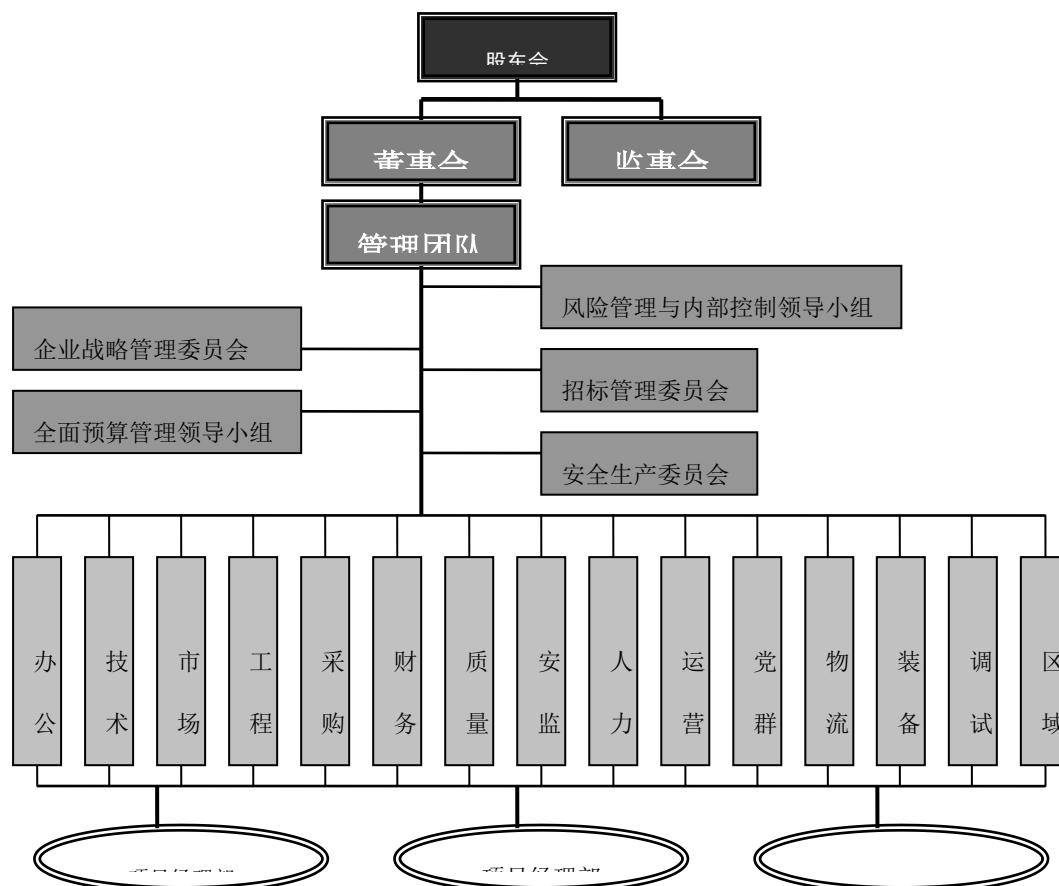 股东会
董事会
监事会
管理团队
风险管理与内部控制领导小组
企业战略管理委员会
招标管理委员会
全面预算管理领导小组
安全生产委员会
办公
技术
市场
工程
采购
财务
质量
安监
人力
运营
党群
物流
装备
调试
区域
项目经理部
项目经理部